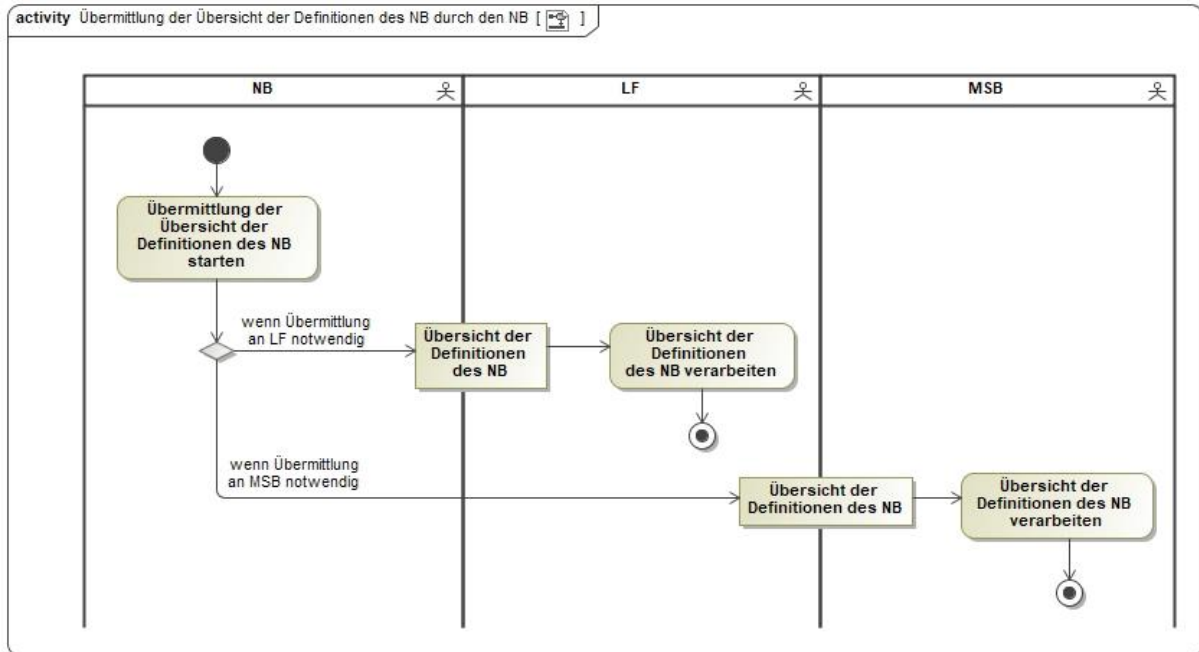 activity Übermittlung der Übersicht der Definitionen des NB durch den NB [ ]
NB
LF
MSB
Übermittlung der
Übersicht der
Definitionen des NB
starten
wenn Übermittlung
an LF notwendig
Übersicht der
Definitionen
des NB
Übersicht der
Definitionen
des NB verarbeiten
wenn Übermittlung
an MSB notwendig
Übersicht der
Definitionen des NB
Übersicht der
Definitionen des NB
verarbeiten